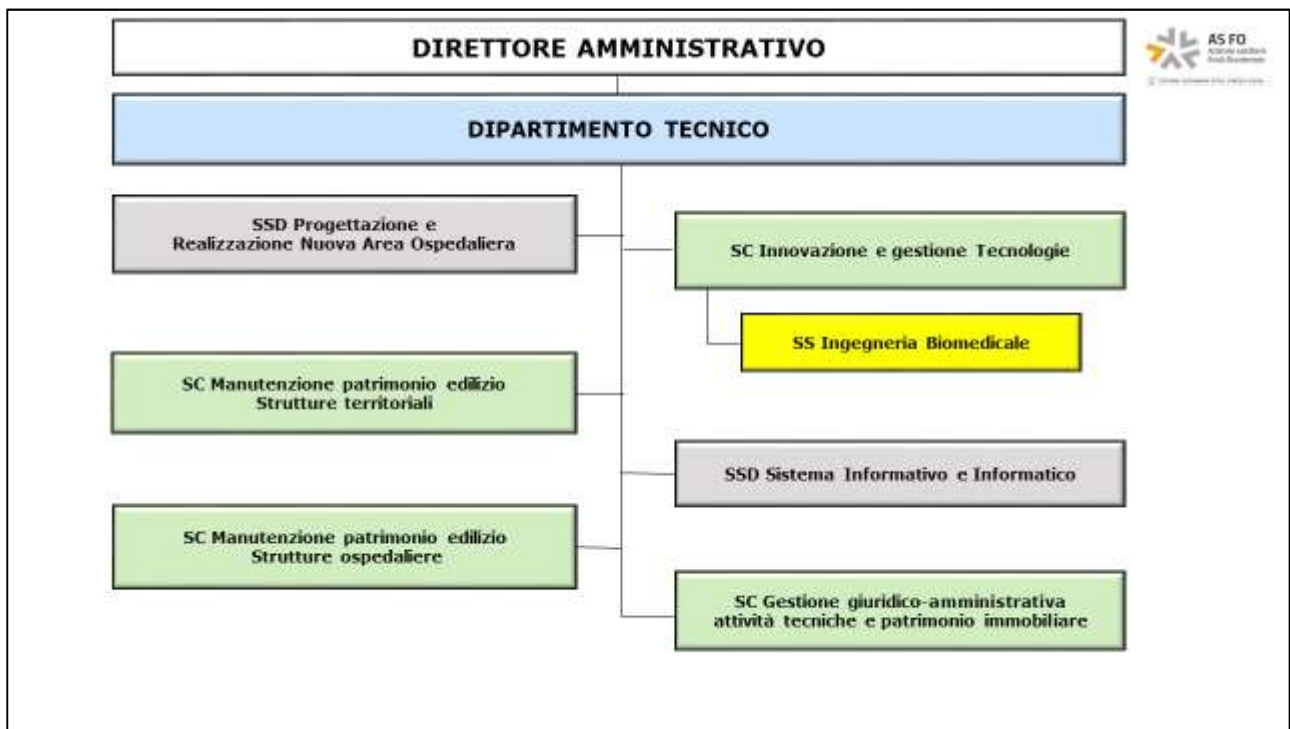 DIRETTORE AMMINISTRATIVO
AS FO
DIPARTIMENTO TECNICO
SSD Progettazione e
Realizzazione Nuova Area Ospedaliera
SC Innovazione e gestione Tecnologie
SS Ingegneria Biomedicale
SC Manutenzione patrimonio edilizio
Strutture territoriali
SSD Sistema Informativo e Informatico
SC Manutenzione patrimonio edilizio
Strutture ospedaliere
SC Gestione giuridico-amministrativa
attività tecniche e patrimonio immobiliare